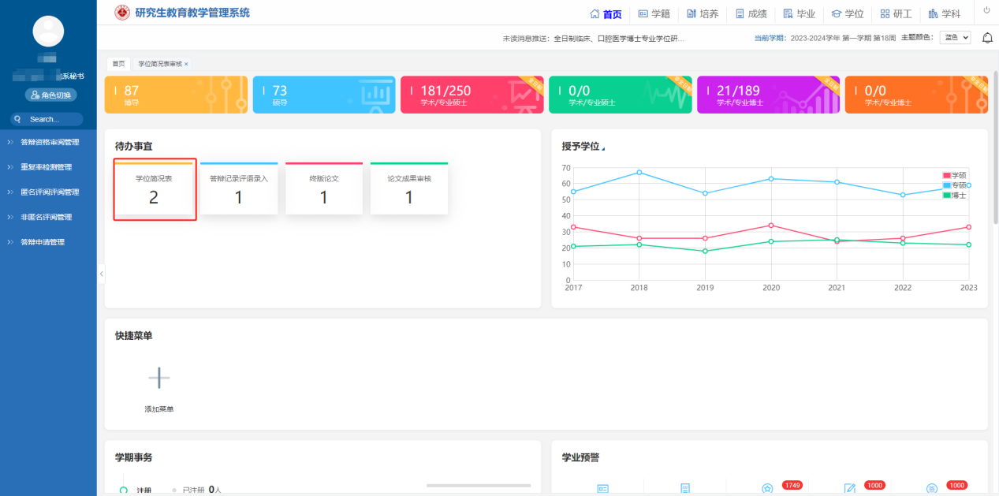 研究生教育教学管理系统
首页
学籍
培养
成绩
毕业
学位
研工
学科
未读消息推送: 全日制临床、口腔医学博士专业学位研...
当前学期: 2023-2024学年 第一学期 第18周 主题颜色: 蓝色
系秘书
角色切换
Search...
答辩资格审阅管理
重复率检测管理
匿名评阅评阅管理
非匿名评阅管理
答辩申请管理
首页
学位简况表审核 ×
87
博导
73
硕导
181/250
学术/专业硕士
0/0
学术/专业硕士
21/189
学术/专业博士
0/0
学术/专业博士
待办事宜
学位简况表
2
答辩记录评语录入
1
终版论文
1
论文成果审核
1
授予学位
学硕
专硕
博士
70
60
50
40
30
20
10
0
2017 2018 2019 2020 2021 2022 2023
快捷菜单
添加菜单
学期事务
注册
已注册 0人
学业预警
1749
1000
1000